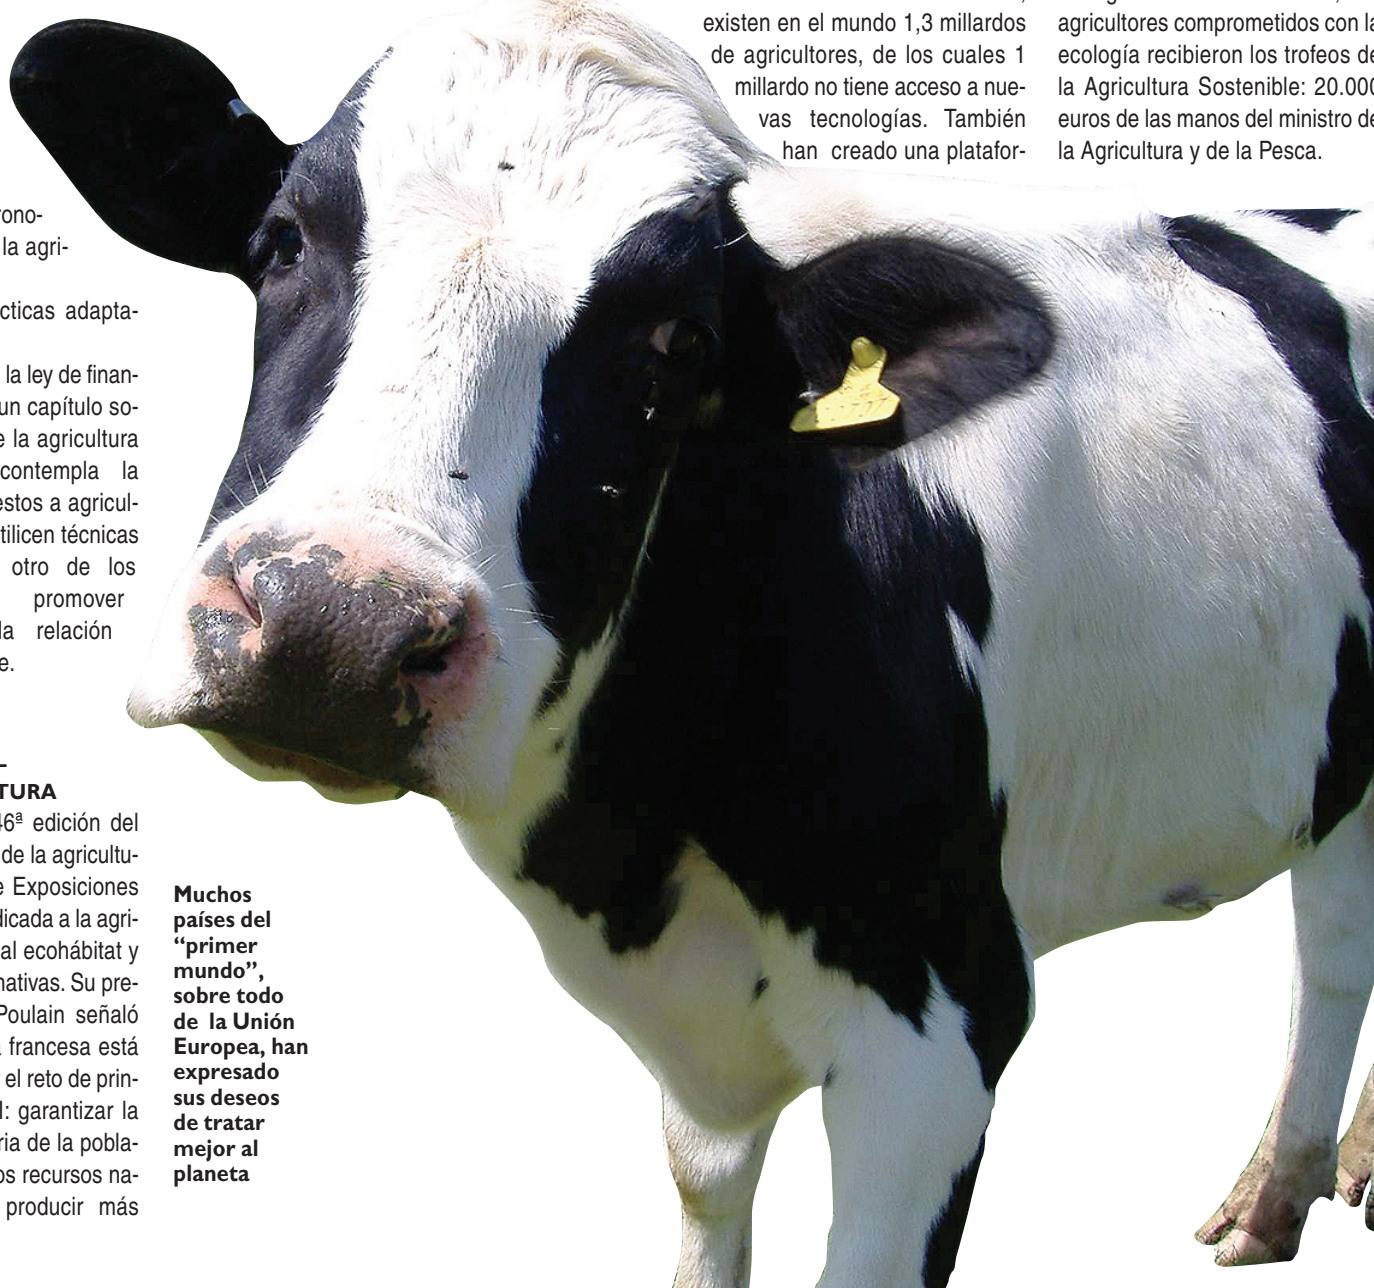 rono-
la agri-
cticas adapta-
la ley de finan-
un capítulo so-
e la agricultura
contempla la
estos a agricul-
tilicen técnicas
otro de los
promover
la relación
e.
-
TURA
46ª edición del
de la agricultu-
e Exposiciones
dicada a la agri-
al ecohábitat y
nativas. Su pre-
Poulain señaló
a francesa está
el reto de prin-
l: garantizar la
ria de la pobla-
os recursos na-
producir más
Muchos
países del
“primer
mundo”,
sobre todo
de la Unión
Europea, han
expresado
sus deseos
de tratar
mejor al
planeta
existen en el mundo 1,3 millardos
de agricultores, de los cuales 1
millardo no tiene acceso a nue-
vas tecnologías. También
han creado una platafor-
agricultores comprometidos con la
ecología recibieron los trofeos de
la Agricultura Sostenible: 20.000
euros de las manos del ministro de
la Agricultura y de la Pesca.